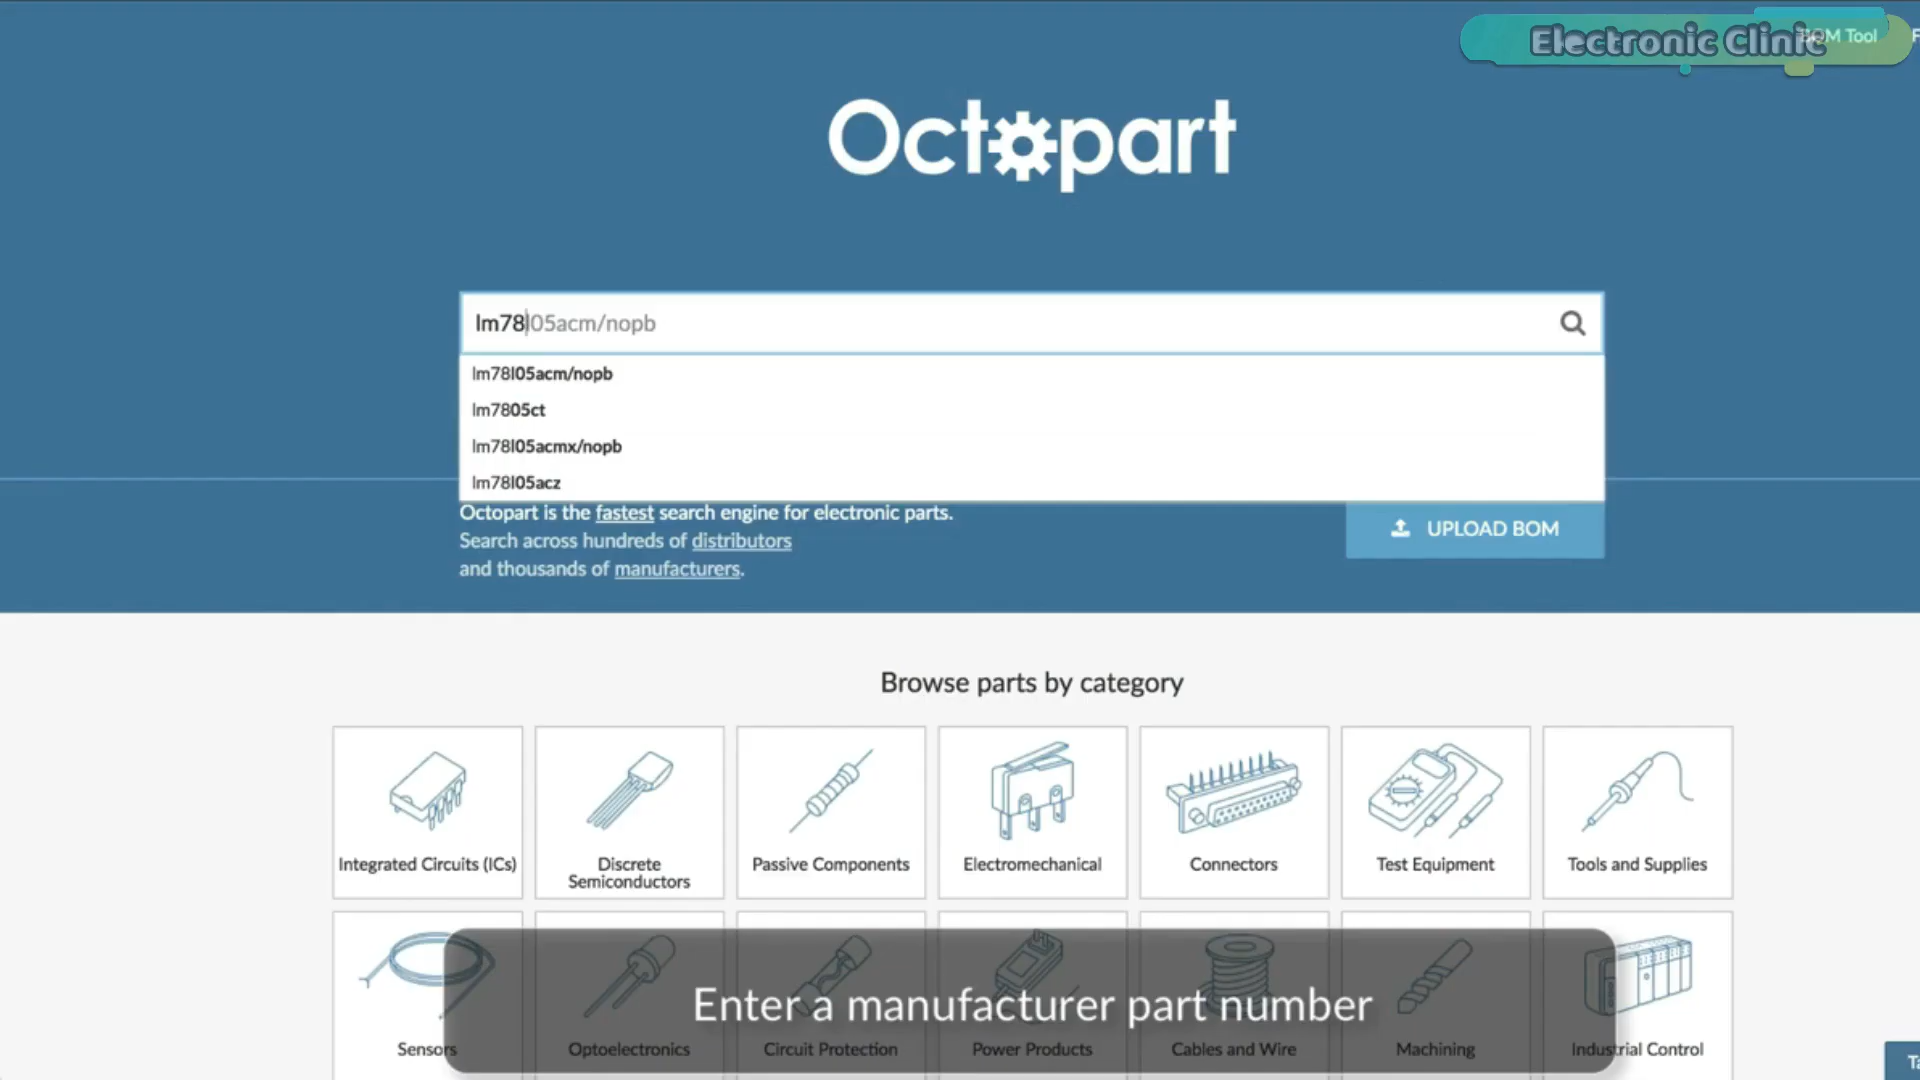 Electronic Clinic
BOM Tool
F
Octopart
lm78l05acm/nopb
lm78l05acm/nopb
lm7805ct
lm78l05acmx/nopb
lm78l05acz
Octopart is the fastest search engine for electronic parts.
Search across hundreds of distributors
and thousands of manufacturers.
UPLOAD BOM
Browse parts by category
Integrated Circuits (ICs)
Discrete
Semiconductors
Passive Components
Electromechanical
Connectors
Test Equipment
Tools and Supplies
Enter a manufacturer part number
Sensors
Optoelectronics
Circuit Protection
Power Products
Cables and Wire
Machining
Industrial Control
Ta